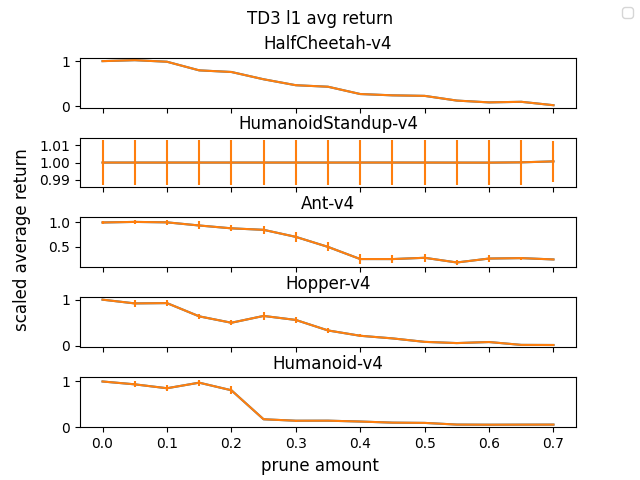 TD3 l1 avg return
HalfCheetah-v4
1
0
HumanoidStandup-v4
1.01
1.00
0.99
Ant-v4
1.0
0.5
Hopper-v4
1
0
Humanoid-v4
1
0
0.0 0.1 0.2 0.3 0.4 0.5 0.6 0.7
prune amount
scaled average return